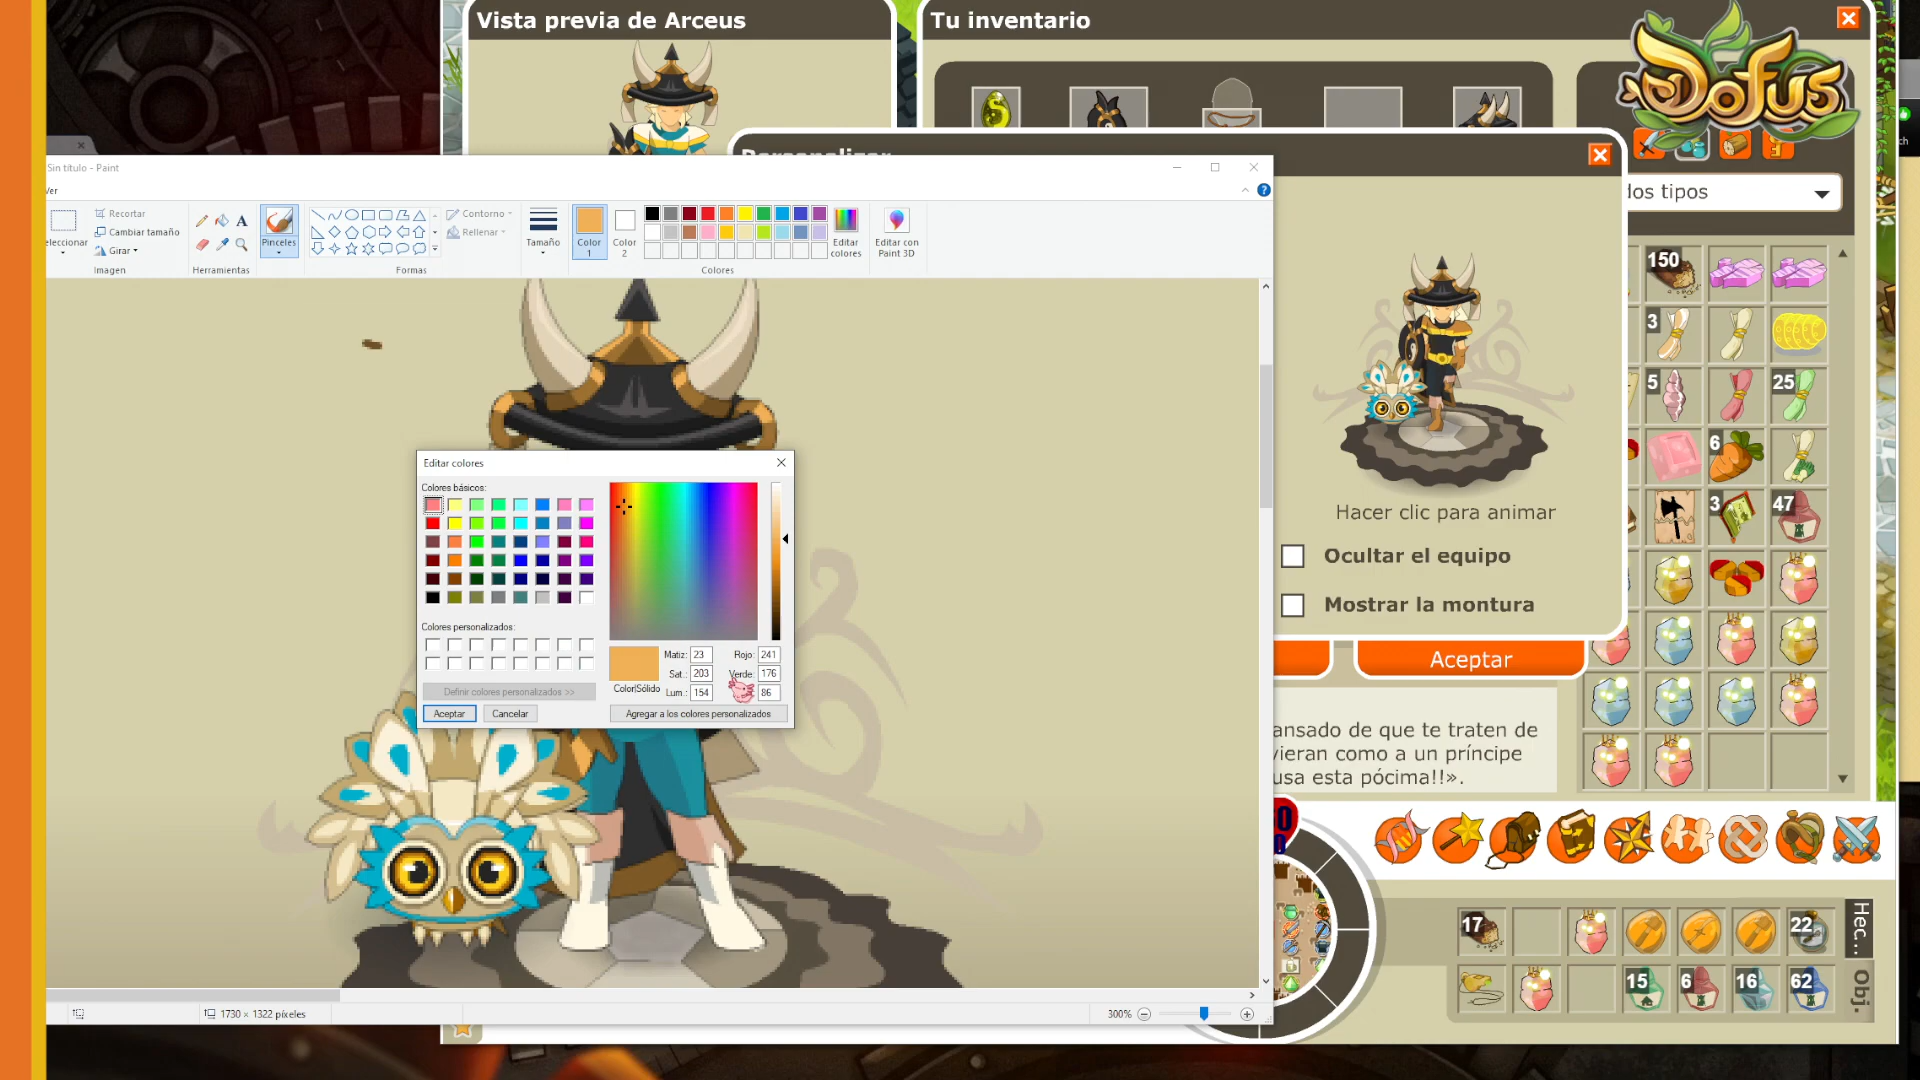 Vista previa de Arceus
Tu inventario
DOFUS
Sin título - Paint
Ver
Recortar
Cambiar tamaño
Girar
Imagen
Herramientas
Pinceles
Formas
Contorno
Rellenar
Tamaño
Color
1
Color
2
Colores
Editar
colores
Editar con
Paint 3D
dos tipos
Editar colores
Colores básicos:
Colores personalizados:
Definir colores personalizados >>
Aceptar
Cancelar
Color|Sólido
Matiz: 23
Sat.: 203
Lum.: 154
Rojo: 241
Verde: 176
86
Agregar a los colores personalizados
Hacer clic para animar
Ocultar el equipo
Mostrar la montura
Aceptar
ansado de que te traten de
vieran como a un príncipe
usa esta pócima!!».
150
3
5
25
6
3
47
17
22
15
6
16
62
Hec...
Obj.
1730 × 1322 píxeles
300%